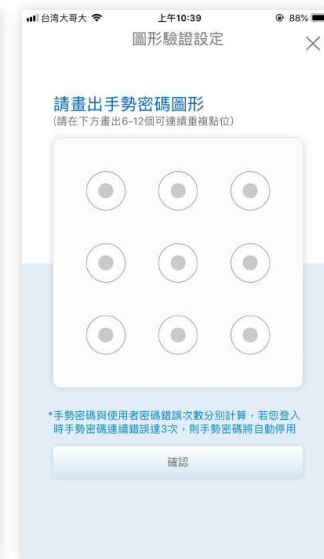 台灣大哥大 上午10:39 88%
圖形驗證設定
請畫出手勢密碼圖形
(請在下方畫出6-12個可連續重複點位)
*手勢密碼與使用者密碼錯誤次數分別計算，若您登入
時手勢密碼連續錯誤達3次，則手勢密碼將自動停用
確認